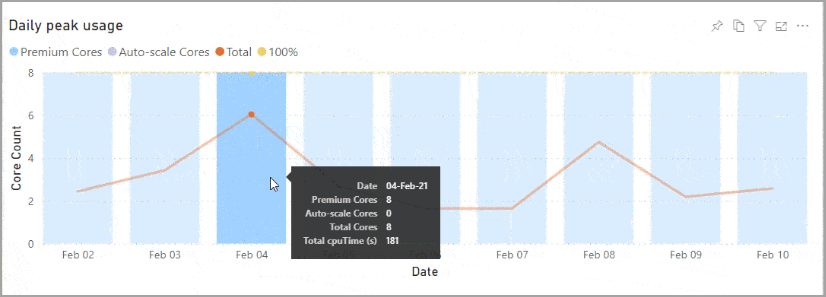 Daily peak usage
Premium Cores Auto-scale Cores Total 100%
8
6
4
2
0
Core Count
Date 04-Feb-21
Premium Cores 8
Auto-scale Cores 0
Total Cores 8
Total cpuTime (s) 181
Feb 02 Feb 03 Feb 04 Feb 07 Feb 08 Feb 09 Feb 10
Date